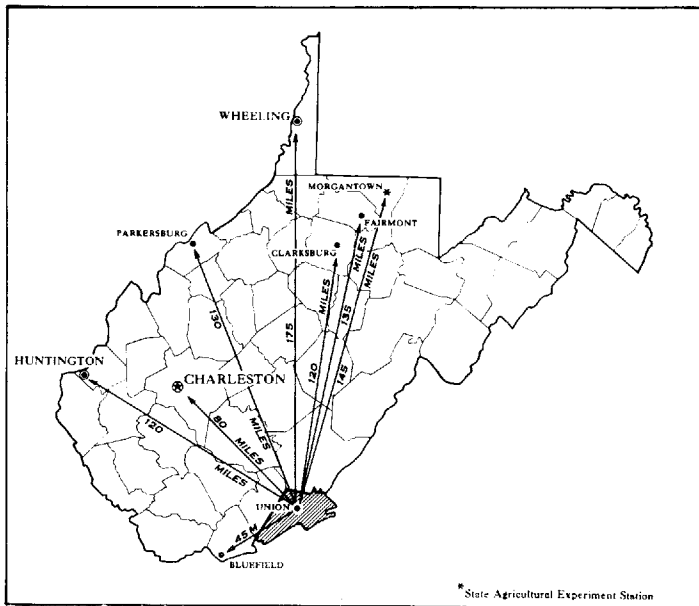 WHEELING
MORGANTOWN *
FAIRMONT
PARKERSBURG
CLARKSBURG
MILES
MILES
MILES
MILES
130
175
120
135
145
HUNTINGTON
CHARLESTON
120
MILES
80 MILES
MILES
UNION
45 M
BLUEFIELD
*State Agricultural Experiment Station